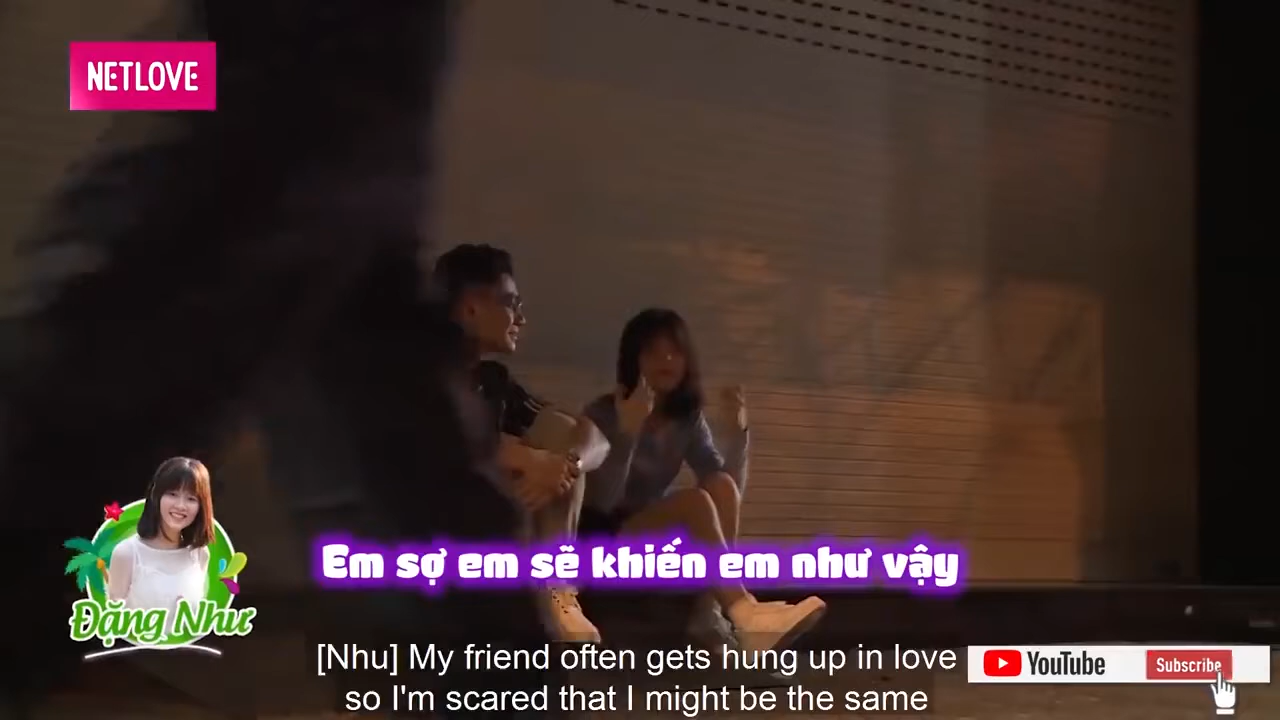 NETLOVE
Em sợ em sẽ khiến em như vậy
Đặng Như
[Nhu] My friend often gets hung up in love
so I'm scared that I might be the same
YouTube
Subscribe